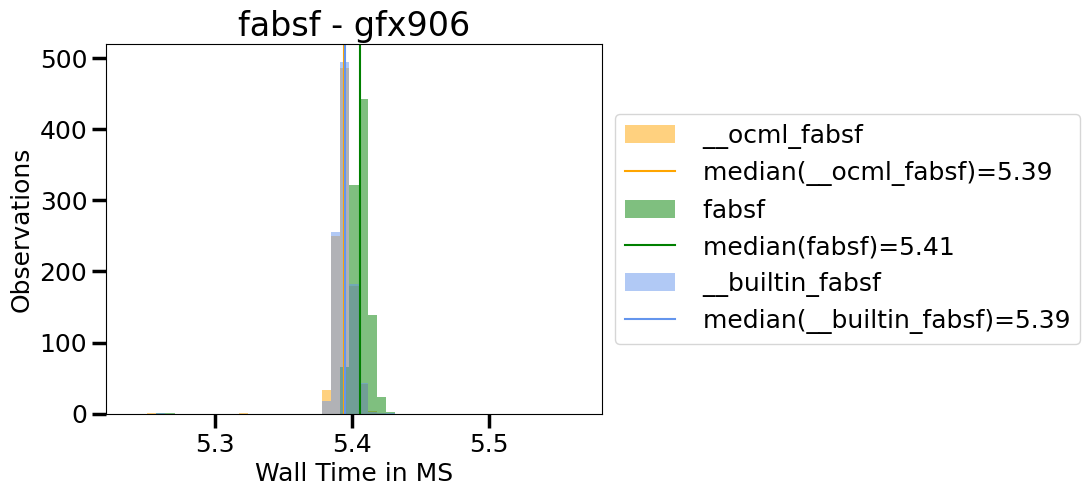 fabsf - gfx906
500
400
300
200
100
0
Observations
5.3
5.4
5.5
Wall Time in MS
__ocml_fabsf
median(__ocml_fabsf)=5.39
fabsf
median(fabsf)=5.41
__builtin_fabsf
median(__builtin_fabsf)=5.39